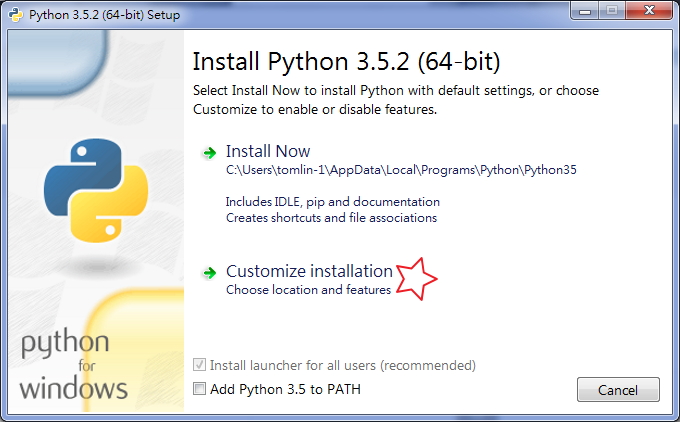 Python 3.5.2 (64-bit) Setup
Install Python 3.5.2 (64-bit)
Select Install Now to install Python with default settings, or choose
Customize to enable or disable features.
Install Now
C:\Users\tomlin-1\AppData\Local\Programs\Python\Python35
Includes IDLE, pip and documentation
Creates shortcuts and file associations
Customize installation
Choose location and features
python
for
windows
Install launcher for all users (recommended)
Add Python 3.5 to PATH
Cancel